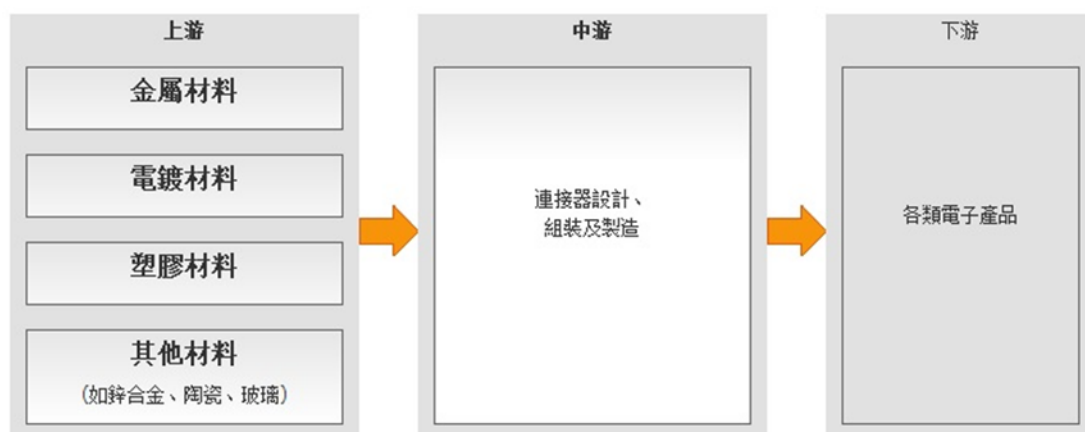 上游
金屬材料
電鍍材料
塑膠材料
其他材料
(如鋅合金、陶瓷、玻璃)
中游
連接器設計、
組裝及製造
下游
各類電子產品